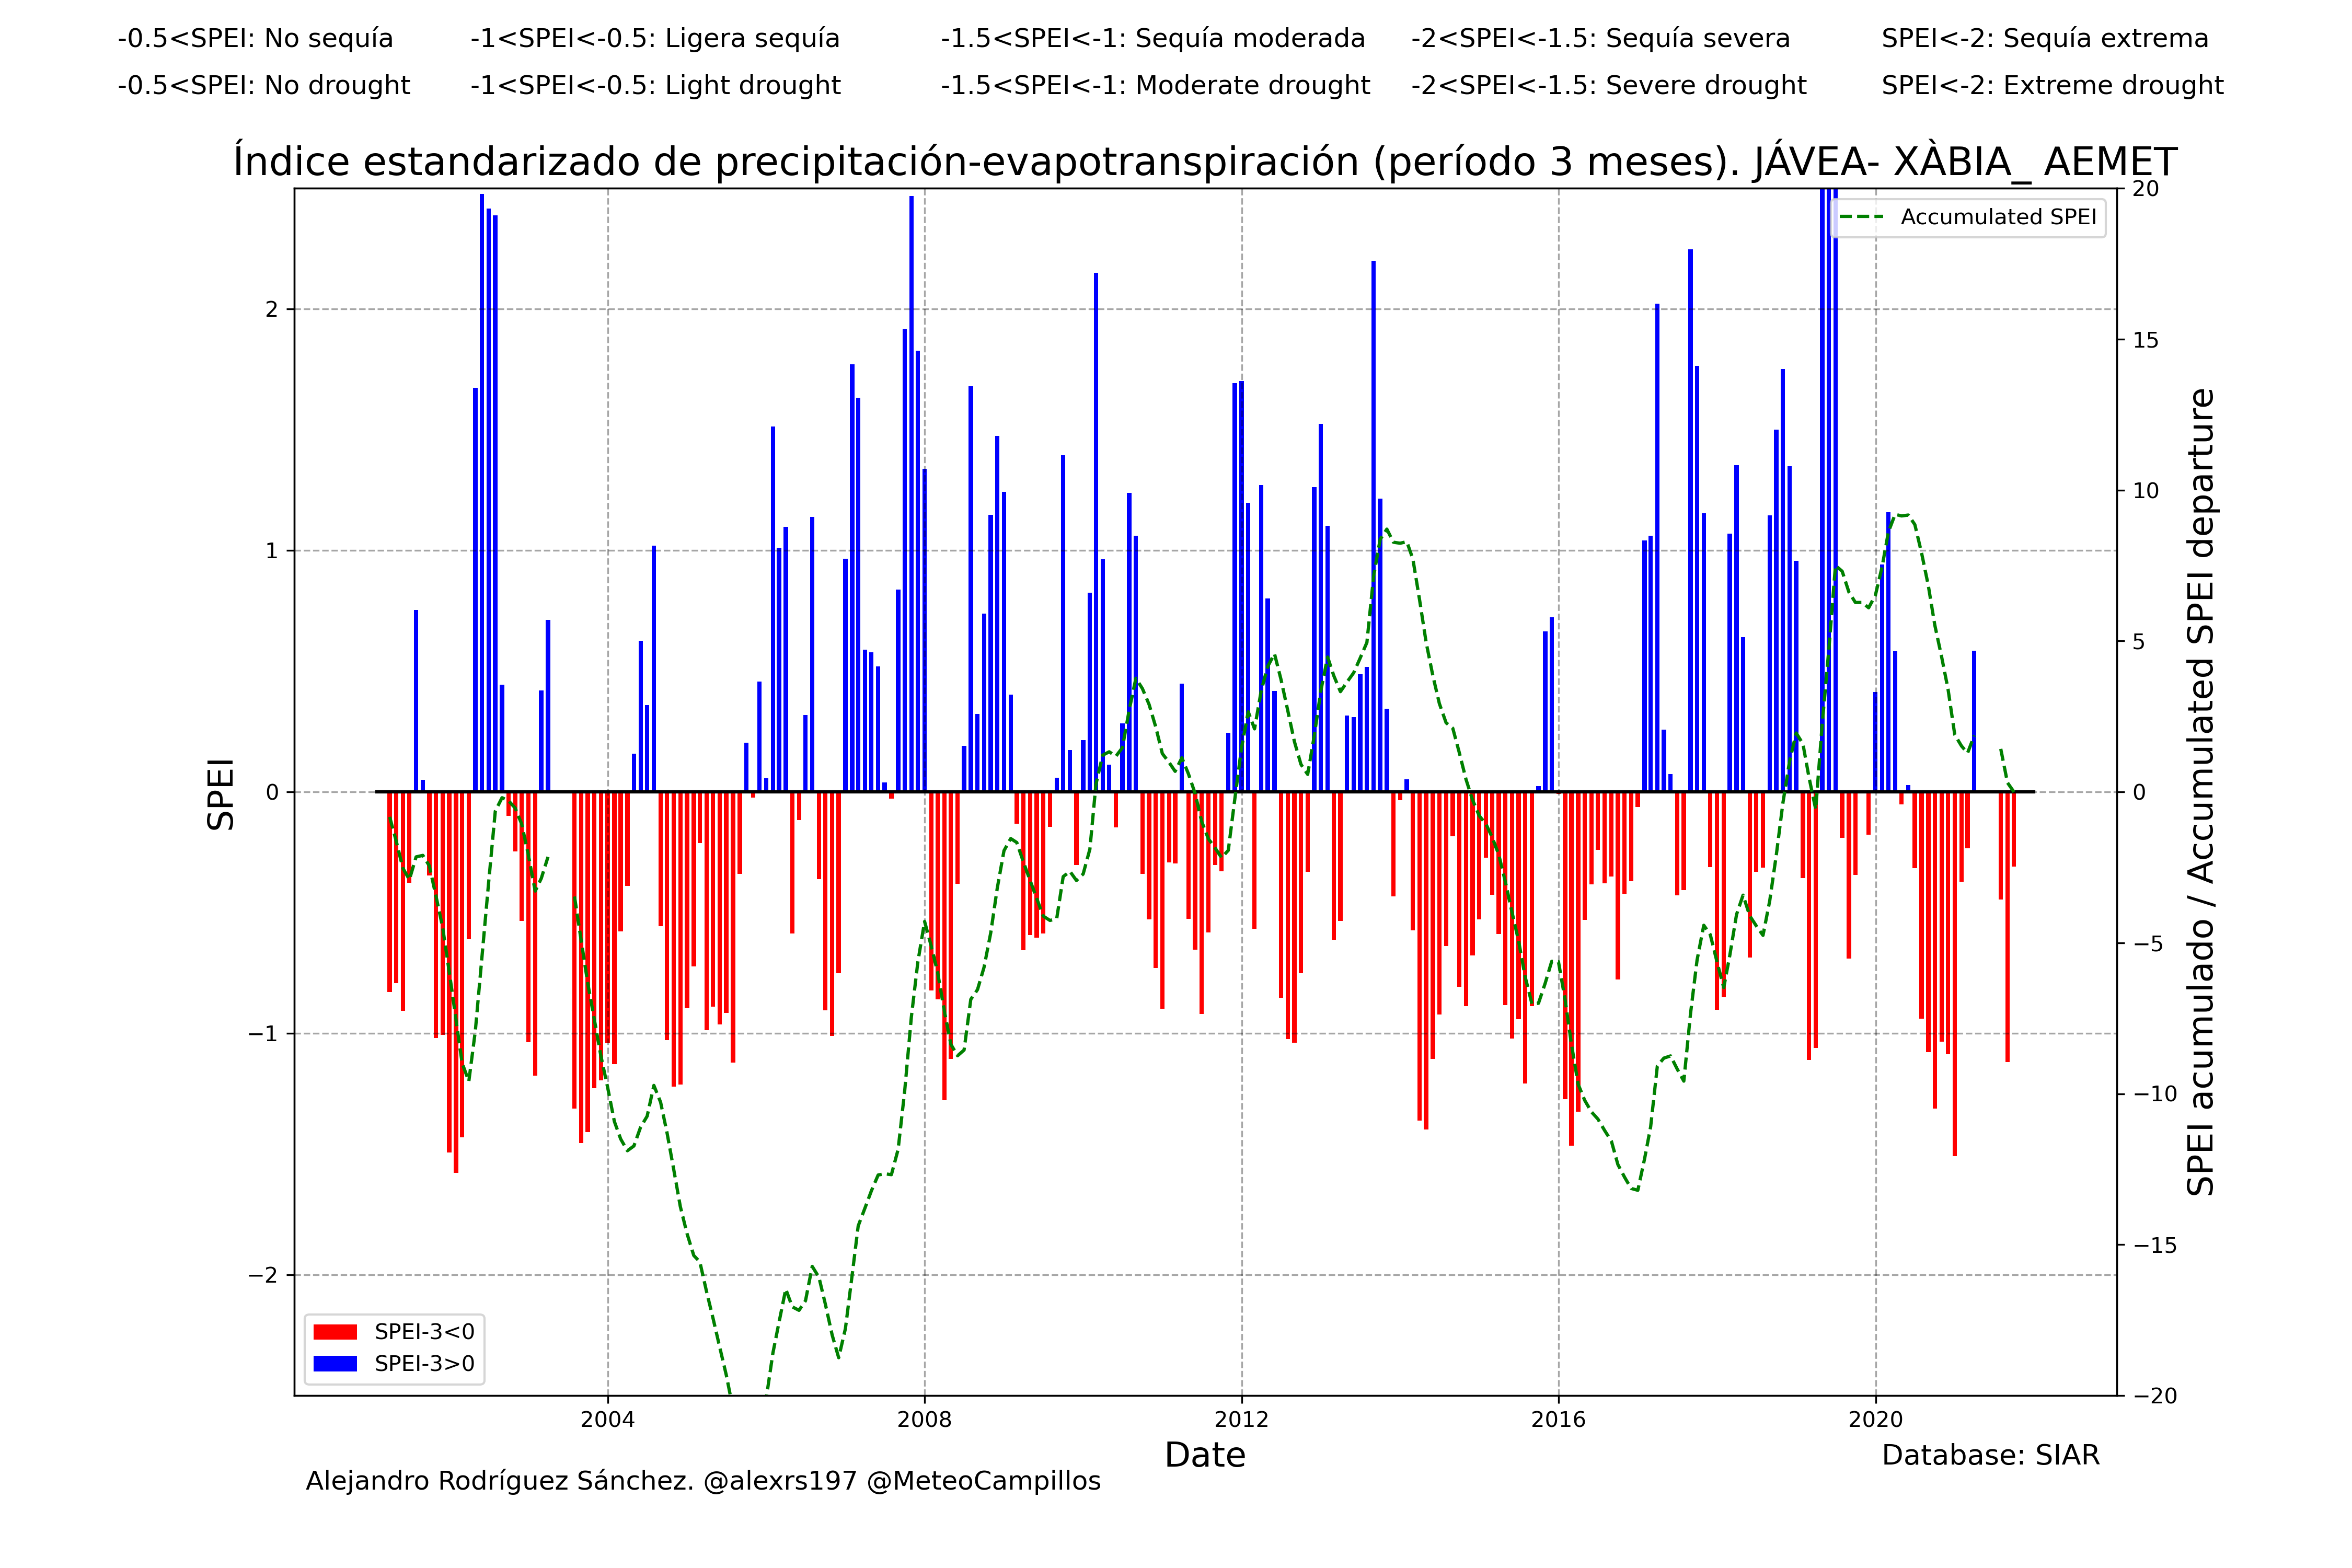 -0.5<SPEI: No sequía -1<SPEI<-0.5: Ligera sequía -1.5<SPEI<-1: Sequía moderada -2<SPEI<-1.5: Sequía severa SPEI<-2: Sequía extrema
-0.5<SPEI: No drought -1<SPEI<-0.5: Light drought -1.5<SPEI<-1: Moderate drought -2<SPEI<-1.5: Severe drought SPEI<-2: Extreme drought
Índice estandarizado de precipitación-evapotranspiración (período 3 meses). JÁVEA- XÀBIA_ AEMET
Accumulated SPEI
SPEI
2
1
0
−1
−2
20
15
10
5
0
−5
−10
−15
−20
SPEI acumulado / Accumulated SPEI departure
SPEI-3<0
SPEI-3>0
2004 2008 2012 2016 2020
Date
Database: SIAR
Alejandro Rodríguez Sánchez. @alexrs197 @MeteoCampillos